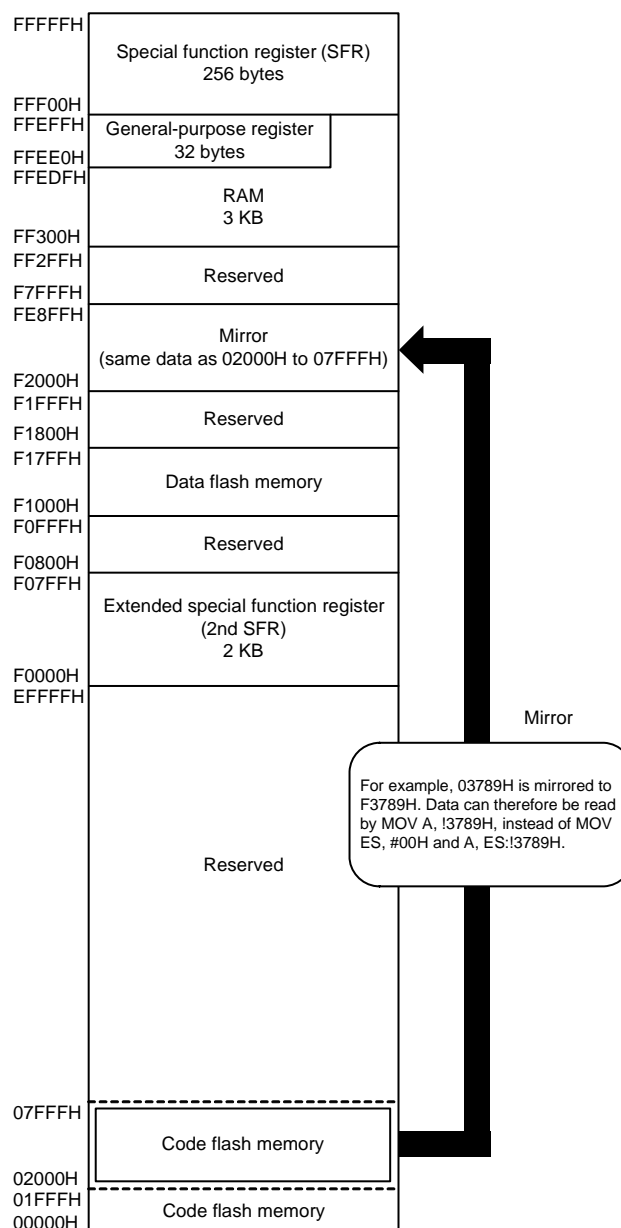 FFFFFH
Special function register (SFR)
256 bytes
FFF00H
FFEFFH
General-purpose register
32 bytes
FFEE0H
FFEDFH
RAM
3 KB
FF300H
FF2FFH
Reserved
F7FFFH
FE8FFH
Mirror
(same data as 02000H to 07FFFH)
F2000H
F1FFFH
Reserved
F1800H
F17FFH
Data flash memory
F1000H
F0FFFH
Reserved
F0800H
F07FFH
Extended special function register
(2nd SFR)
2 KB
F0000H
EFFFFH
Mirror
For example, 03789H is mirrored to
F3789H. Data can therefore be read
by MOV A, !3789H, instead of MOV
ES, #00H and A, ES:!3789H.
Reserved
07FFFH
Code flash memory
02000H
01FFFH
Code flash memory
00000H